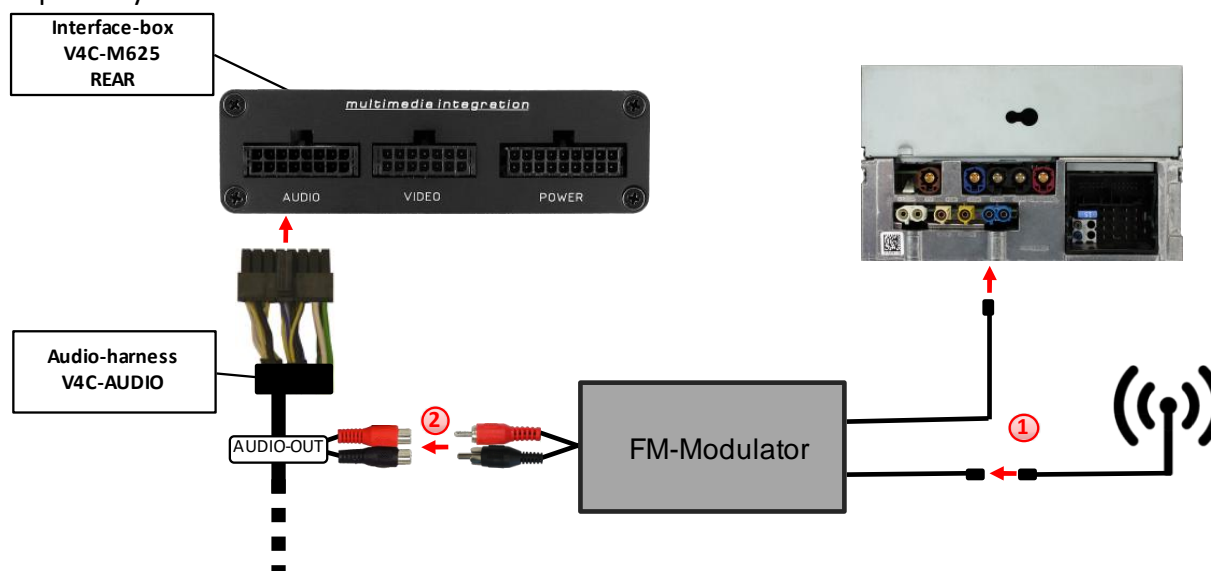 Interface-box
V4C-M625
REAR
multimedia integration
AUDIO
VIDEO
POWER
Audio-harness
V4C-AUDIO
AUDIO-OUT
2
FM-Modulator
1